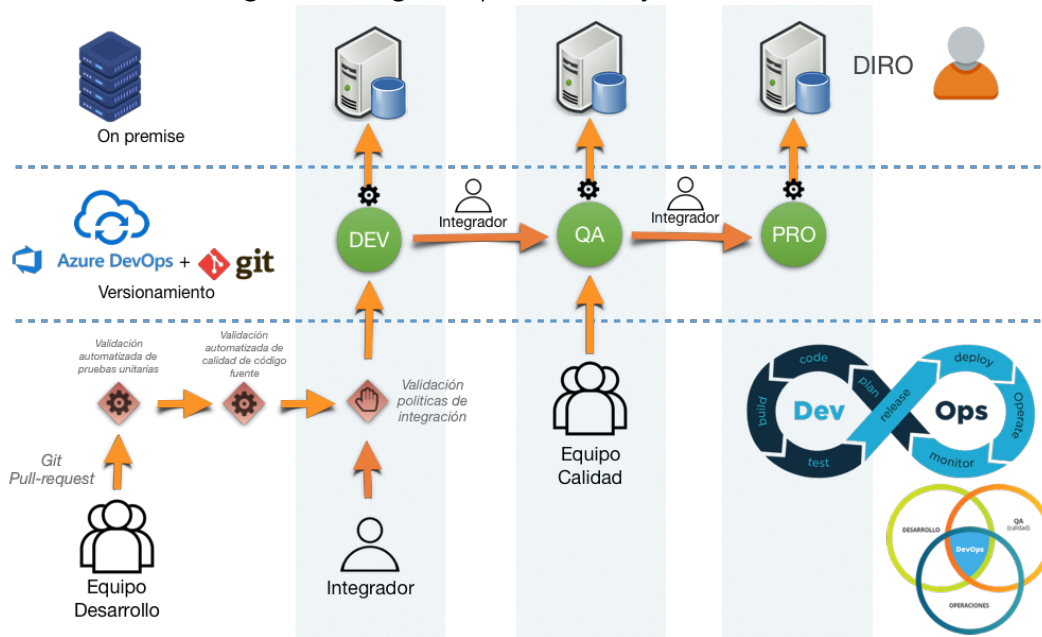 DIRO
On premise
Integrador
Integrador
DEV
QA
PRO
Azure DevOps + git
Versionamiento
Validación
automatizada de
pruebas unitarias
Validación
automatizada de
calidad de código
fuente
Validación
políticas de
integración
Git
Pull-request
Equipo
Desarrollo
Integrador
Equipo
Calidad
Dev
Ops
code
plan
build
test
release
deploy
Operate
monitor
DESARROLLO
QA
(calidad)
DevOps
OPERACIONES